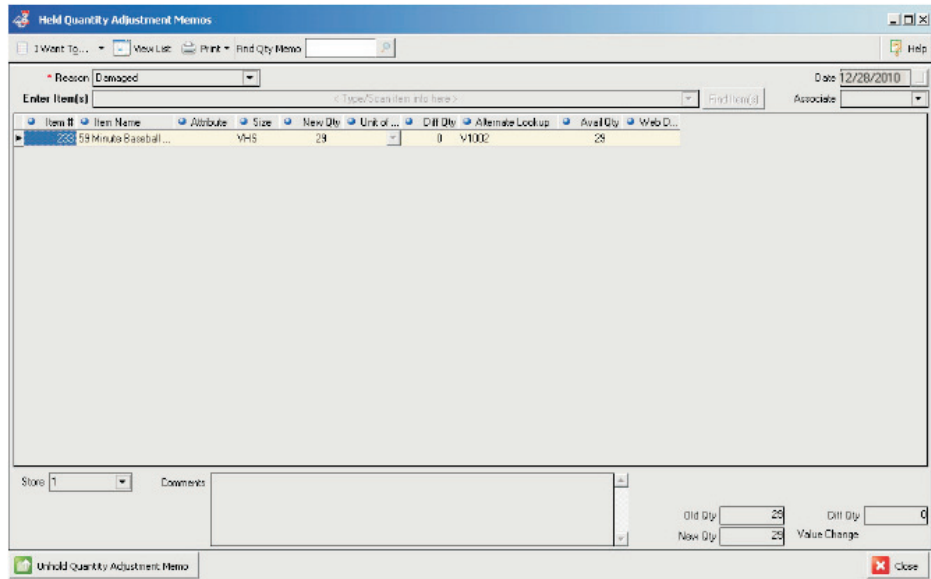 Held Quantity Adjustment Memos
I Want To... View List Print Find Qty Memo Help
* Reason Damaged Date 12/28/2010
Enter Item(s) < Type/Scan item info here > Find Item(s) Associate
Item # Item Name Attribute Size New Qty Unit of ... Diff Qty Alternate Lookup Avail Qty Web D...
233 59 Minute Baseball ... VHS 29 0 V1002 29
Store 1 Comments
Old Qty 29 Diff Qty 0
New Qty 29 Value Change
Unhold Quantity Adjustment Memo Close